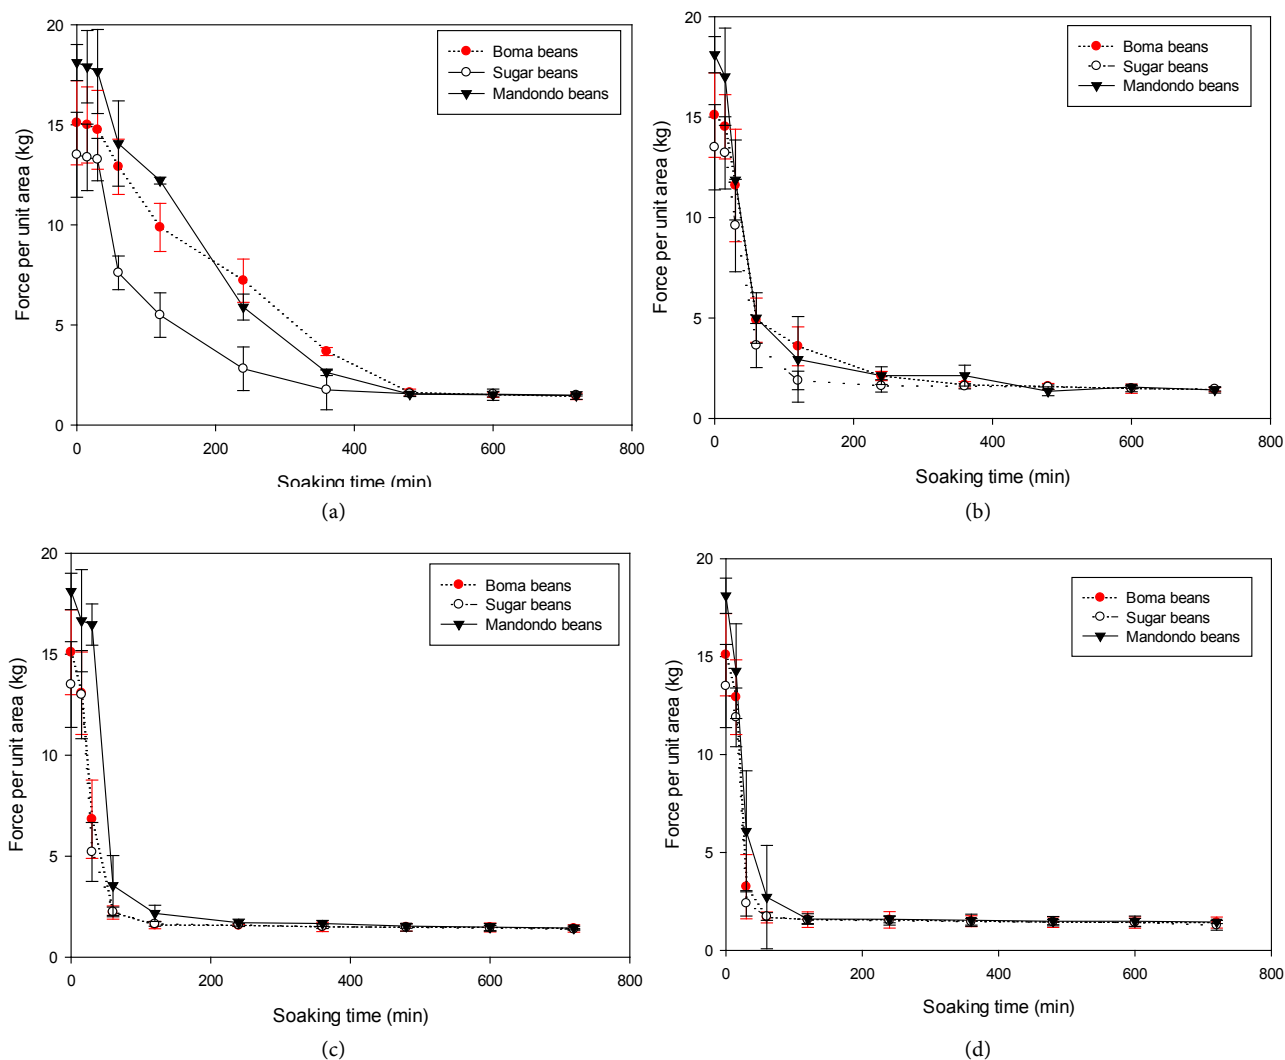 20
15
10
5
0
Force per unit area (kg)
0 200 400 600 800
Soaking time (min)
Boma beans
Sugar beans
Mandondo beans
(a)
20
15
10
5
0
Force per unit area (kg)
0 200 400 600 800
Soaking time (min)
Boma beans
Sugar beans
Mandondo beans
(b)
20
15
10
5
0
Force per unit area (kg)
0 200 400 600 800
Soaking time (min)
Boma beans
Sugar beans
Mandondo beans
(c)
20
15
10
5
0
Force per unit area (kg)
0 200 400 600 800
Soaking time (min)
Boma beans
Sugar beans
Mandondo beans
(d)